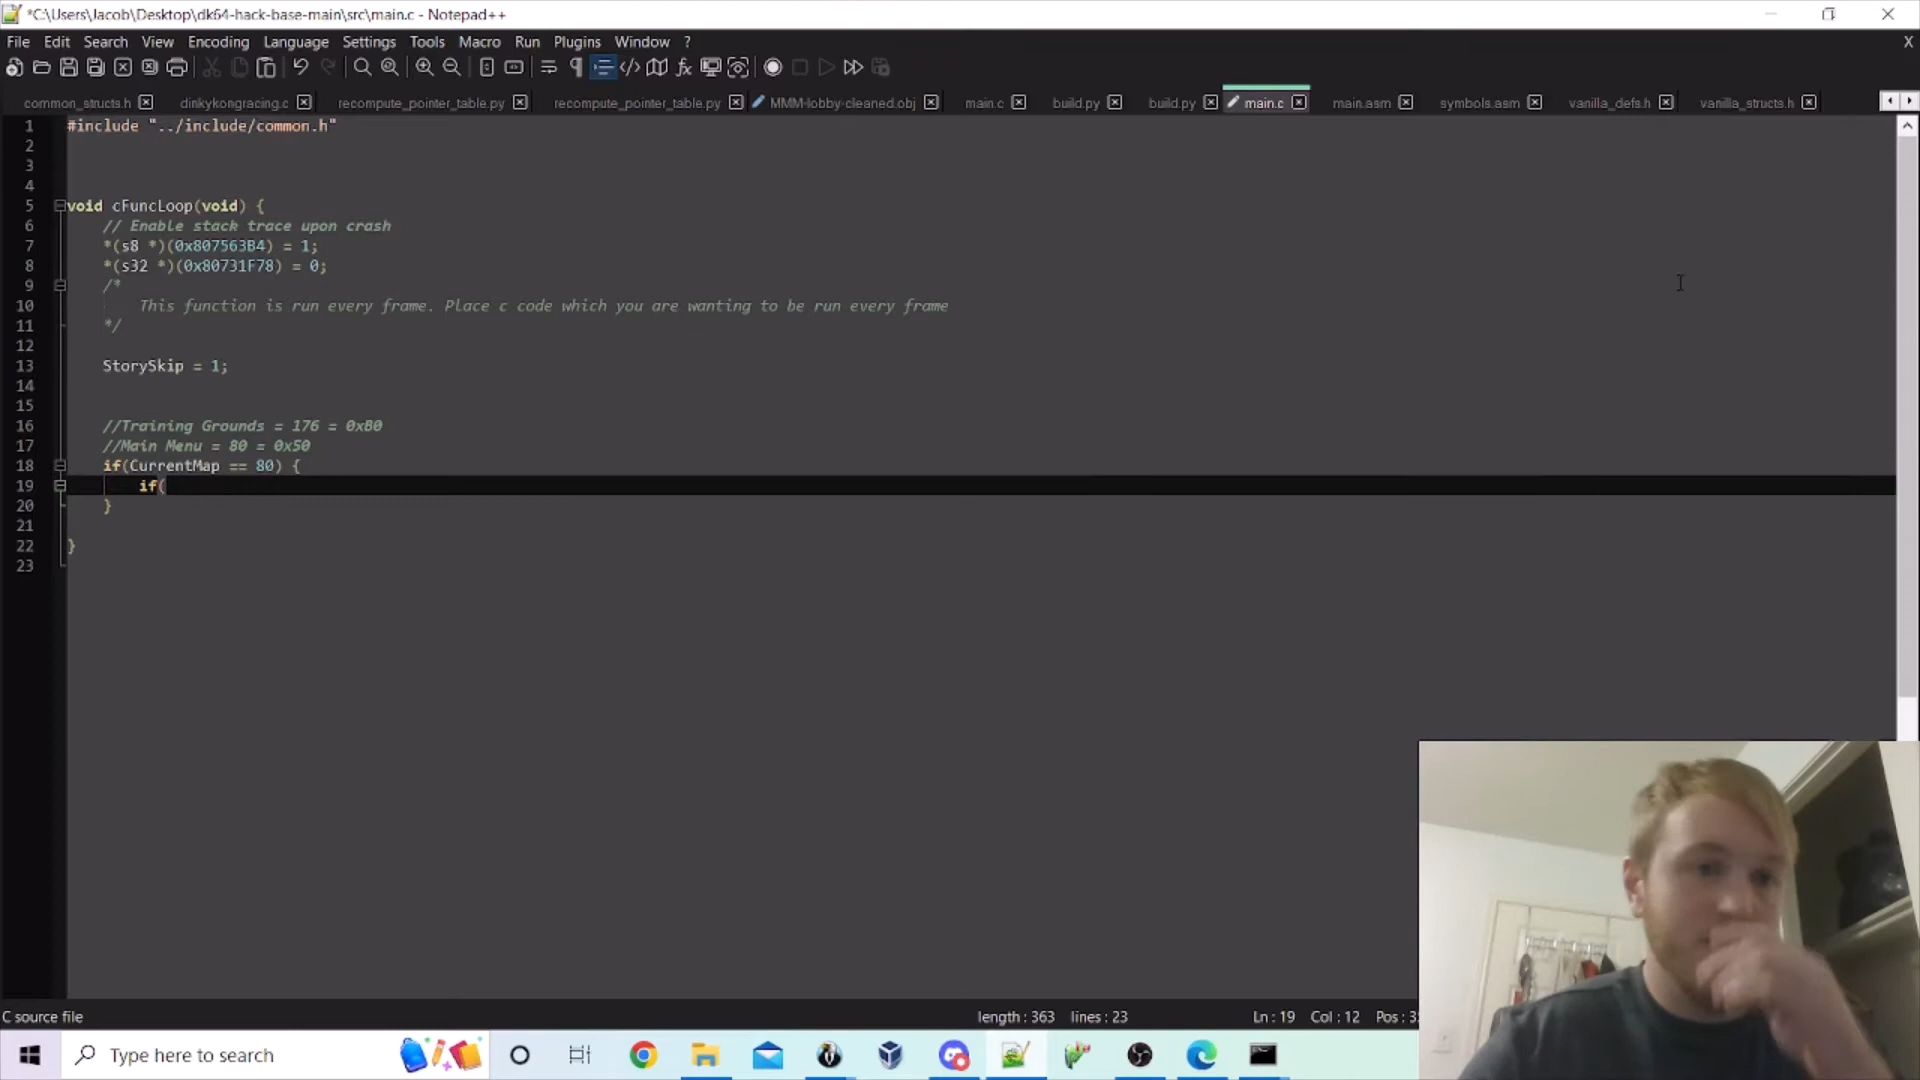 *C:\Users\Jacob\Desktop\dk64-hack-base-main\src\main.c - Notepad++
File Edit Search View Encoding Language Settings Tools Macro Run Plugins Window ? X
common_structs.h dinkykongracing.c recompute_pointer_table.py recompute_pointer_table.py MMM-lobby-cleaned.obj main.c build.py build.py main.c main.asm symbols.asm vanilla_defs.h vanilla_structs.h
1 #include "../include/common.h"
2
3
4
5 void cFuncLoop(void) {
6 // Enable stack trace upon crash
7 *(s8 *)(0x807563B4) = 1;
8 *(s32 *)(0x80731F78) = 0;
9 /*
10 This function is run every frame. Place c code which you are wanting to be run every frame
11 */
12
13 StorySkip = 1;
14
15
16 //Training Grounds = 176 = 0xB0
17 //Main Menu = 80 = 0x50
18 if(CurrentMap == 80) {
19 if(
20 }
21
22 }
23
C source file length : 363 lines : 23 Ln : 19 Col : 12 Pos :
Type here to search